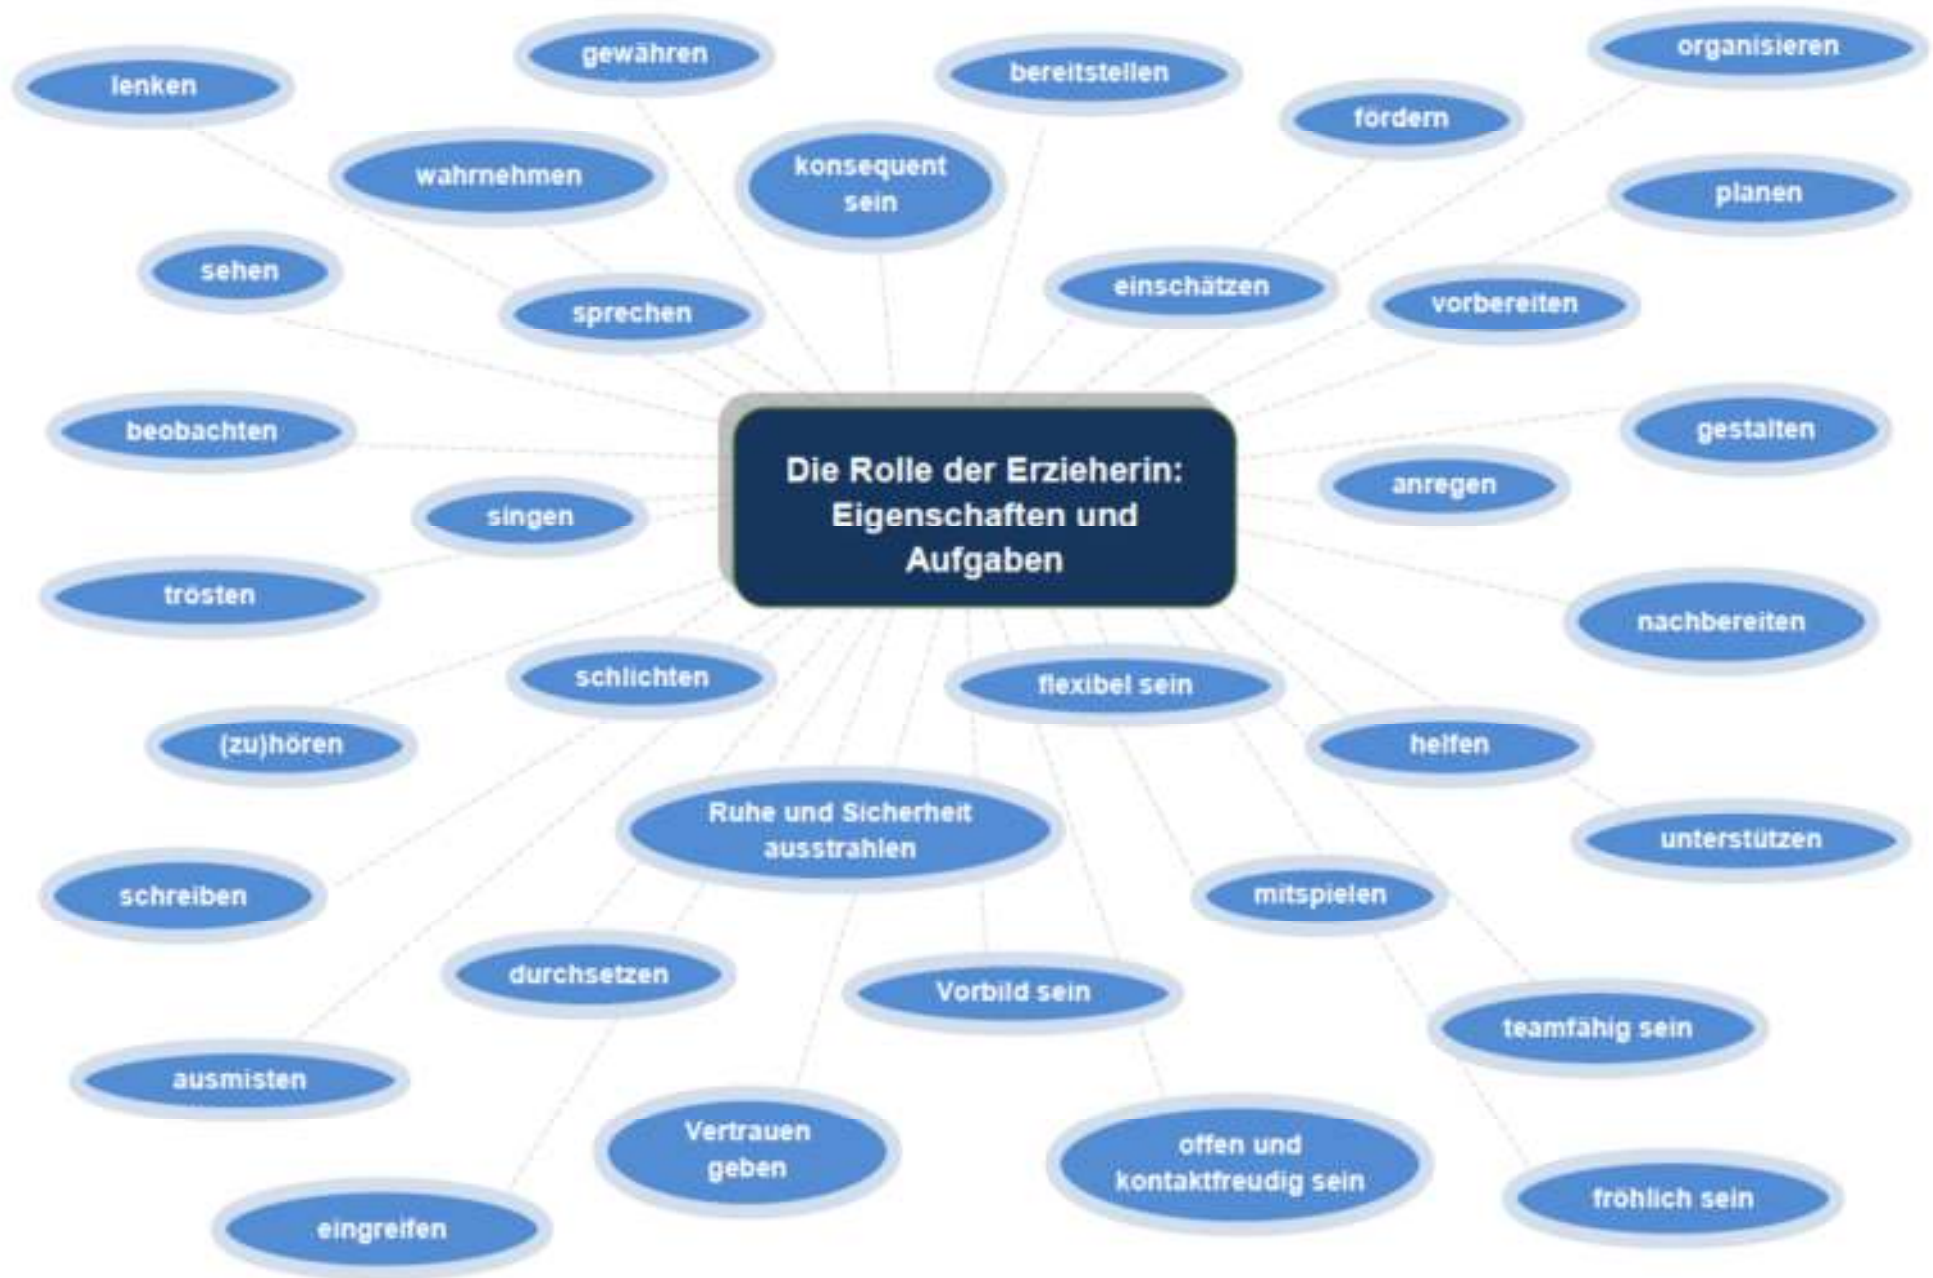 organisieren
gewähren
bereitstellen
lenken
fördern
konsequent
sein
wahrnehmen
planen
sehen
einschätzen
vorbereiten
sprechen
beobachten
gestalten
Die Rolle der Erzieherin:
Eigenschaften und
Aufgaben
anregen
singen
trösten
nachbereiten
schlichten
flexibel sein
(zu)hören
helfen
Ruhe und Sicherheit
ausstrahlen
unterstützen
schreiben
mitspielen
durchsetzen
Vorbild sein
teamfähig sein
ausmisten
Vertrauen
geben
offen und
kontaktfreudig sein
fröhlich sein
eingreifen